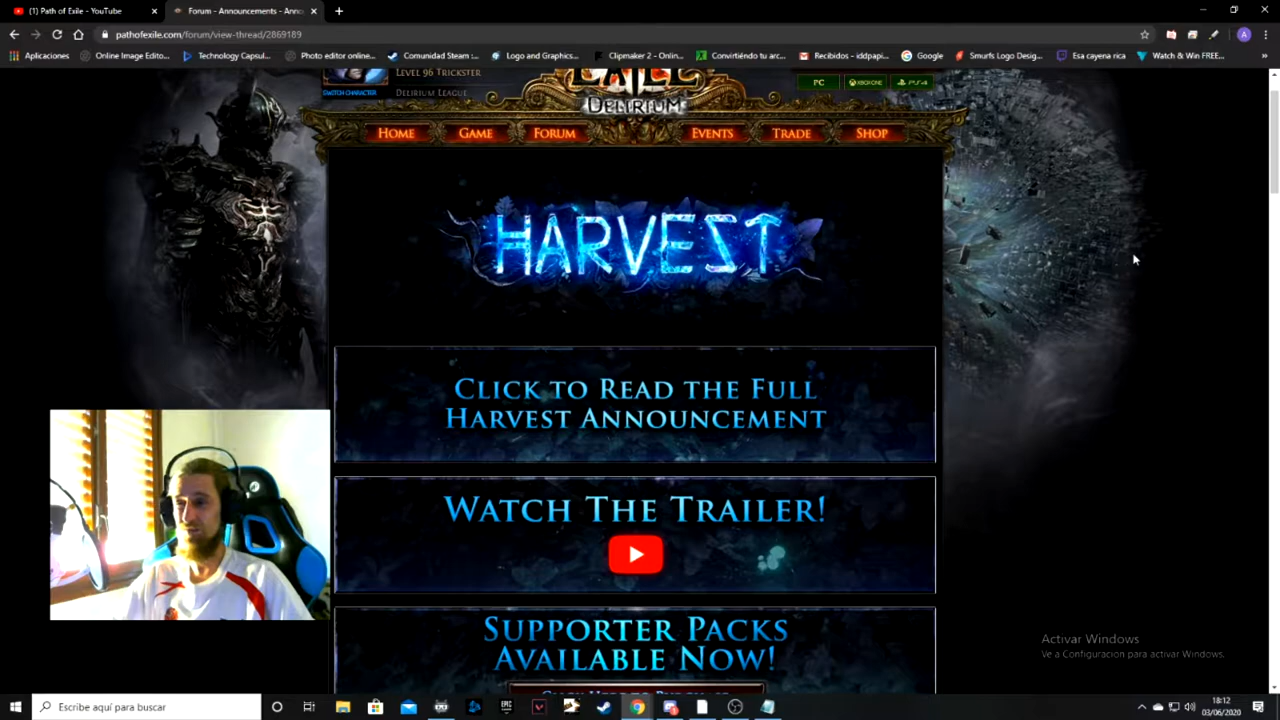 (1) Path of Exile - YouTube
Forum - Announcements - Anno...
pathofexile.com/forum/view-thread/2869189
Aplicaciones
Online Image Edito...
Technology Capsul...
Photo editor online...
Comunidad Steam :...
Logo and Graphics...
Clipmaker 2 - Onlin...
Convirtiéndo tu arc...
Recibidos - iddpapi...
Google
Smurfs Logo Desig...
Esa cayena rica
Watch & Win FREE...
Level 96 Trickster
Switch Character
Delirium League
DELIRIUM
PC
XBOX ONE
PS4
Home
Game
Forum
Events
Trade
Shop
HARVEST
Click to Read the Full
Harvest Announcement
Watch The Trailer!
Supporter Packs
Available Now!
Activar Windows
Ve a Configuración para activar Windows.
Escribe aquí para buscar
18:12
03/06/2020